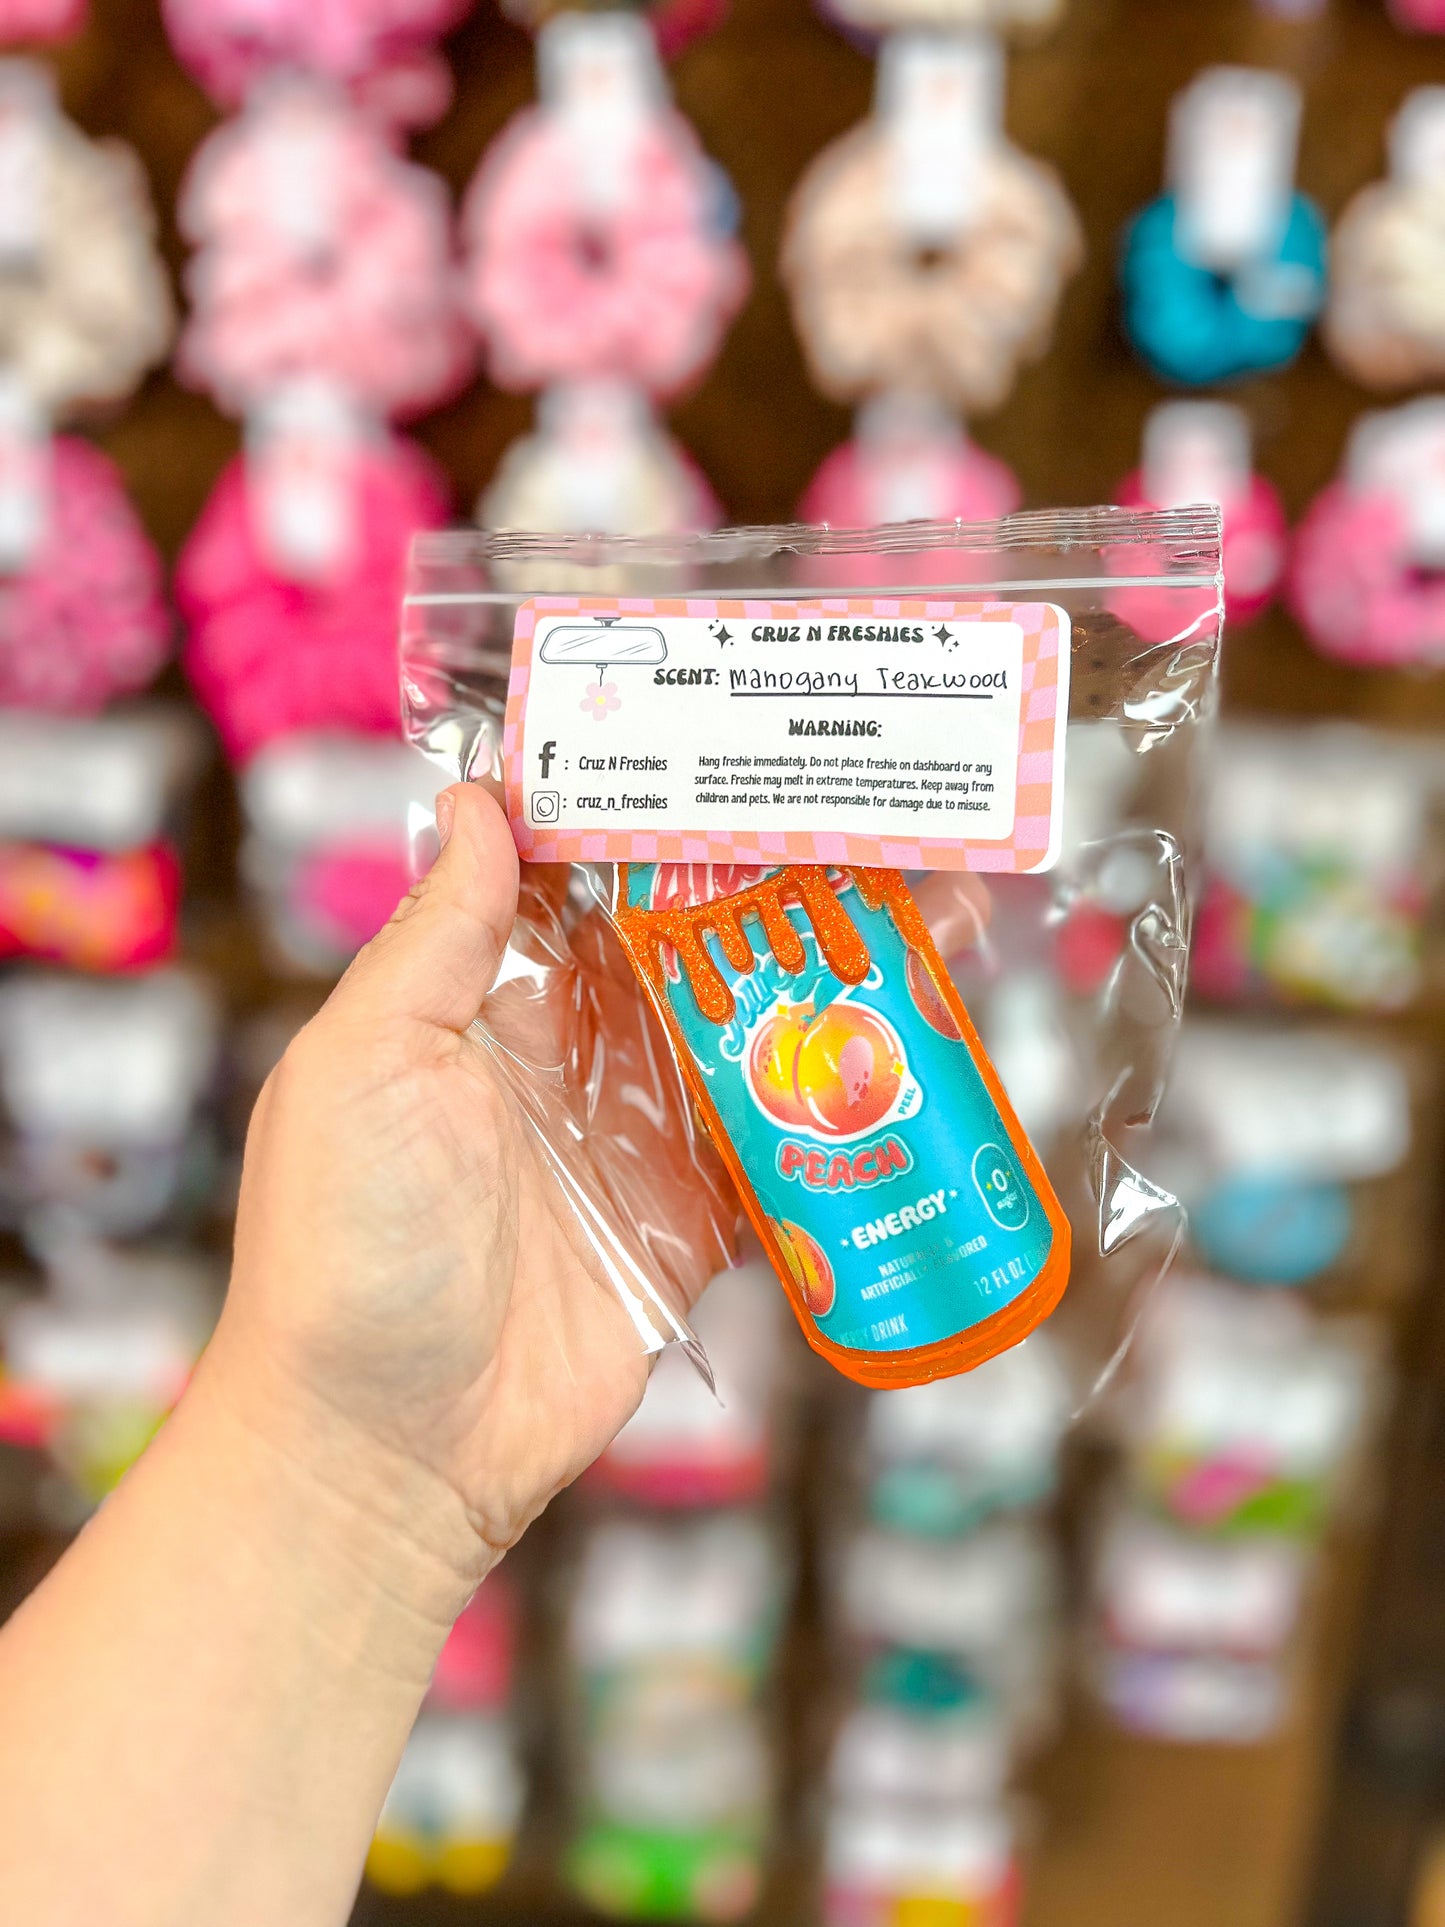 CRUZ N FRESHIES
SCENT: Mahogany Teakwood
WARNING:
Hang freshie immediately. Do not place freshie on dashboard or any
surface. Freshie may melt in extreme temperatures. Keep away from
children and pets. We are not responsible for damage due to misuse.
f : Cruz N Freshies
: cruz_n_freshies
PEEL
PEACH
ENERGY
0
ARTIFICIALLY FLAVORED
12 FL OZ
DRINK